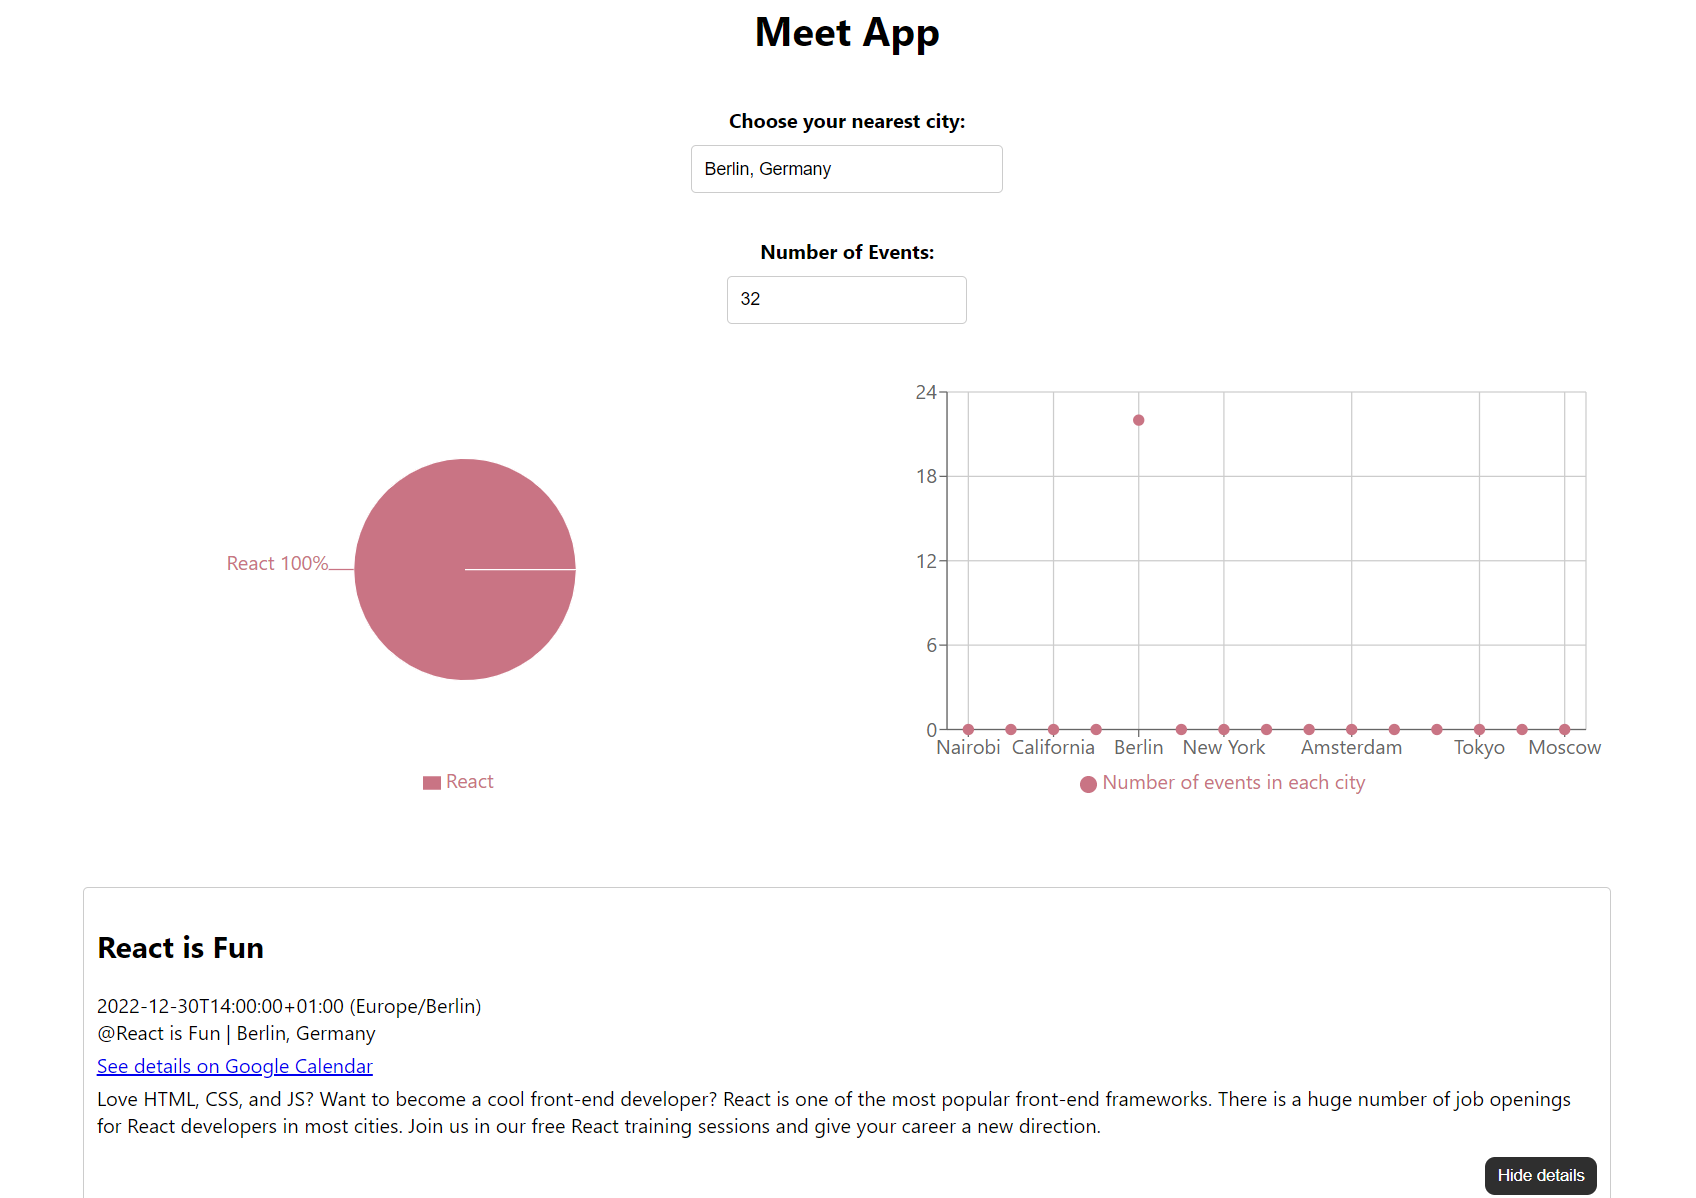 Meet App
Choose your nearest city:
Berlin, Germany
Number of Events:
32
React 100%
React
24
18
12
6
0
Nairobi California Berlin New York Amsterdam Tokyo Moscow
Number of events in each city
React is Fun
2022-12-30T14:00:00+01:00 (Europe/Berlin)
@React is Fun | Berlin, Germany
See details on Google Calendar
Love HTML, CSS, and JS? Want to become a cool front-end developer? React is one of the most popular front-end frameworks. There is a huge number of job openings
for React developers in most cities. Join us in our free React training sessions and give your career a new direction.
Hide details